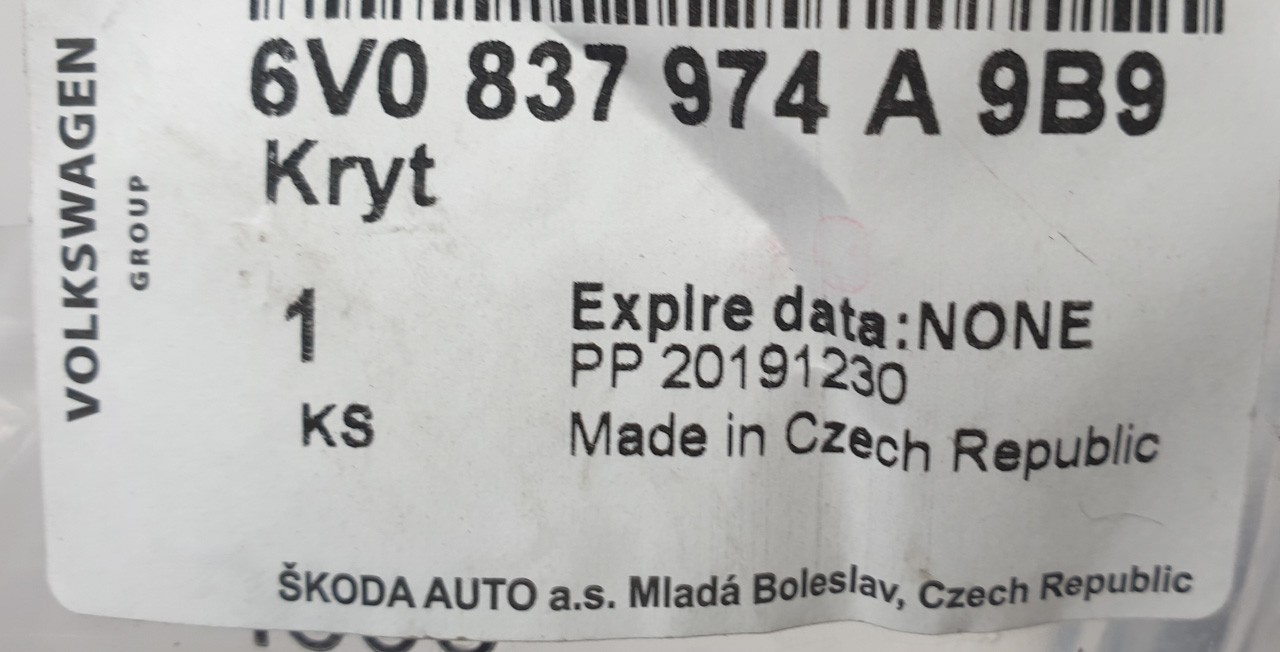 VOLKSWAGEN
GROUP
6V0 837 974 A 9B9
Kryt
1
KS
Expire data:NONE
PP 20191230
Made in Czech Republic
ŠKODA AUTO a.s. Mladá Boleslav, Czech Republic